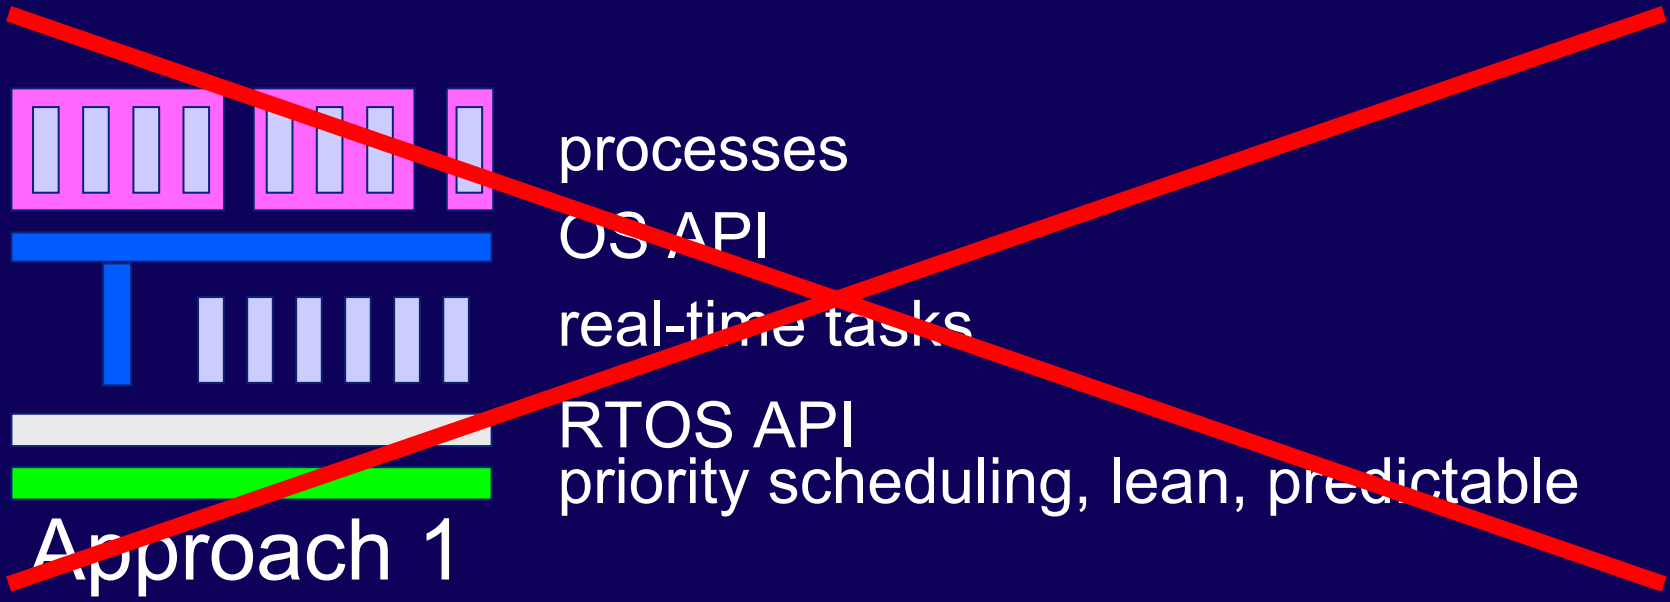 processes
OS API
real-time tasks
RTOS API
priority scheduling, lean, predictable
Approach 1